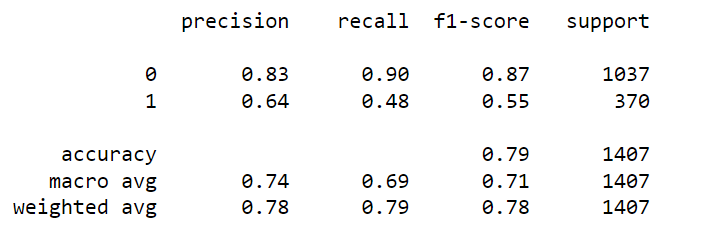 precision recall f1-score support
0 0.83 0.90 0.87 1037
1 0.64 0.48 0.55 370
accuracy 0.79 1407
macro avg 0.74 0.69 0.71 1407
weighted avg 0.78 0.79 0.78 1407